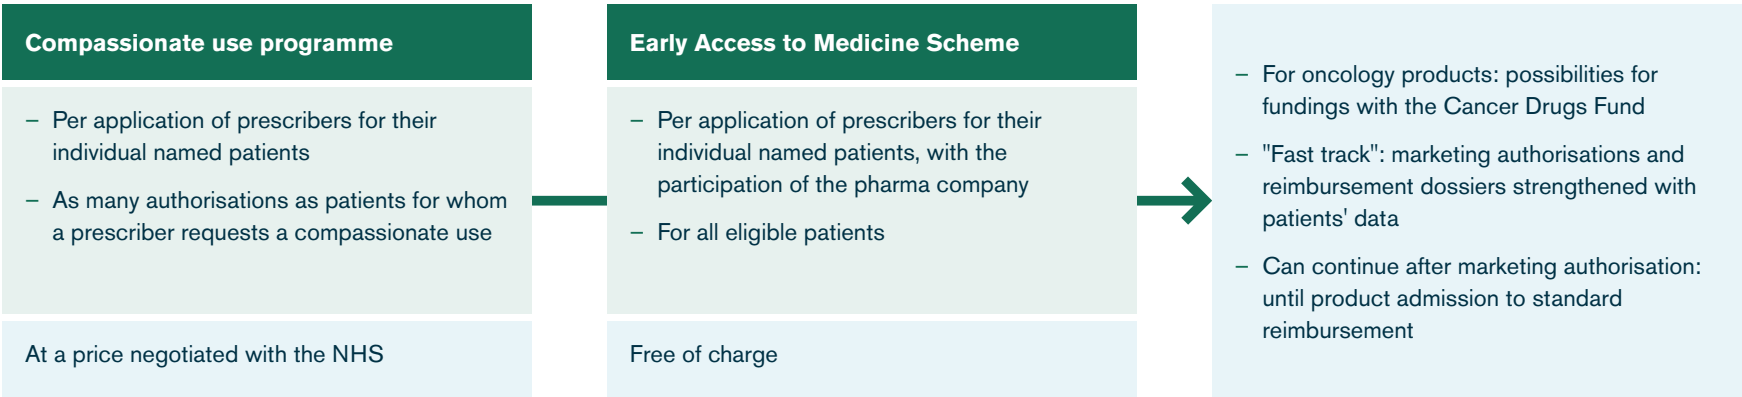 Compassionate use programme
– Per application of prescribers for their
individual named patients
– As many authorisations as patients for whom
a prescriber requests a compassionate use
At a price negotiated with the NHS
Early Access to Medicine Scheme
– Per application of prescribers for their
individual named patients, with the
participation of the pharma company
– For all eligible patients
Free of charge
– For oncology products: possibilities for
fundings with the Cancer Drugs Fund
– "Fast track": marketing authorisations and
reimbursement dossiers strengthened with
patients' data
– Can continue after marketing authorisation:
until product admission to standard
reimbursement